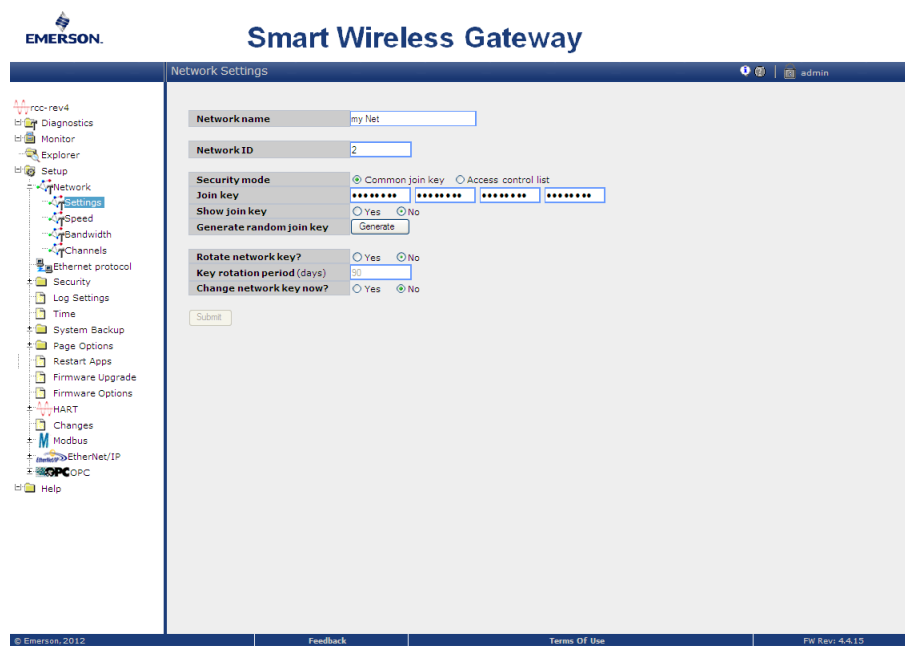 EMERSON.
Smart Wireless Gateway
Network Settings
admin
rcc-rev4
Diagnostics
Monitor
Explorer
Setup
Network
Settings
Speed
Bandwidth
Channels
Ethernet protocol
Security
Log Settings
Time
System Backup
Page Options
Restart Apps
Firmware Upgrade
Firmware Options
HART
Changes
Modbus
EtherNet/IP EtherNet/IP
OPC OPC
Help
Network name my Net
Network ID 2
Security mode Common join key Access control list
Join key •••••••• •••••••• •••••••• ••••••••
Show join key Yes No
Generate random join key Generate
Rotate network key? Yes No
Key rotation period (days) 90
Change network key now? Yes No
Submit
© Emerson, 2012 Feedback Terms Of Use FW Rev: 4.4.15